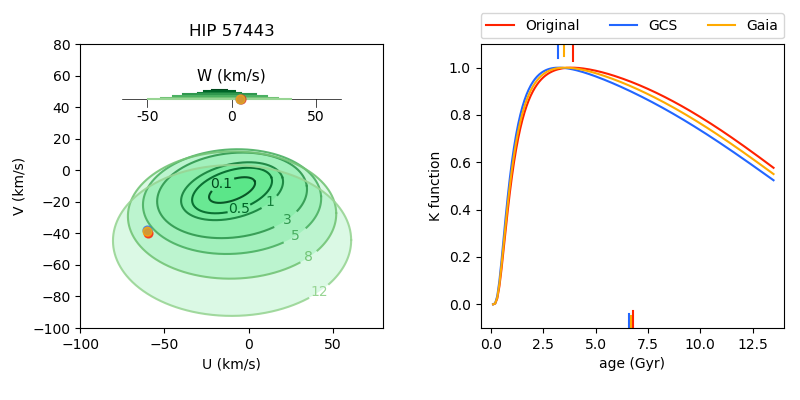 HIP 57443
V (km/s)
80
60
40
20
0
−20
−40
−60
−80
−100
W (km/s)
-50 0 50
0.1
0.5
1
3
5
8
12
−100 −50 0 50
U (km/s)
Original GCS Gaia
K function
1.0
0.8
0.6
0.4
0.2
0.0
0.0 2.5 5.0 7.5 10.0 12.5
age (Gyr)